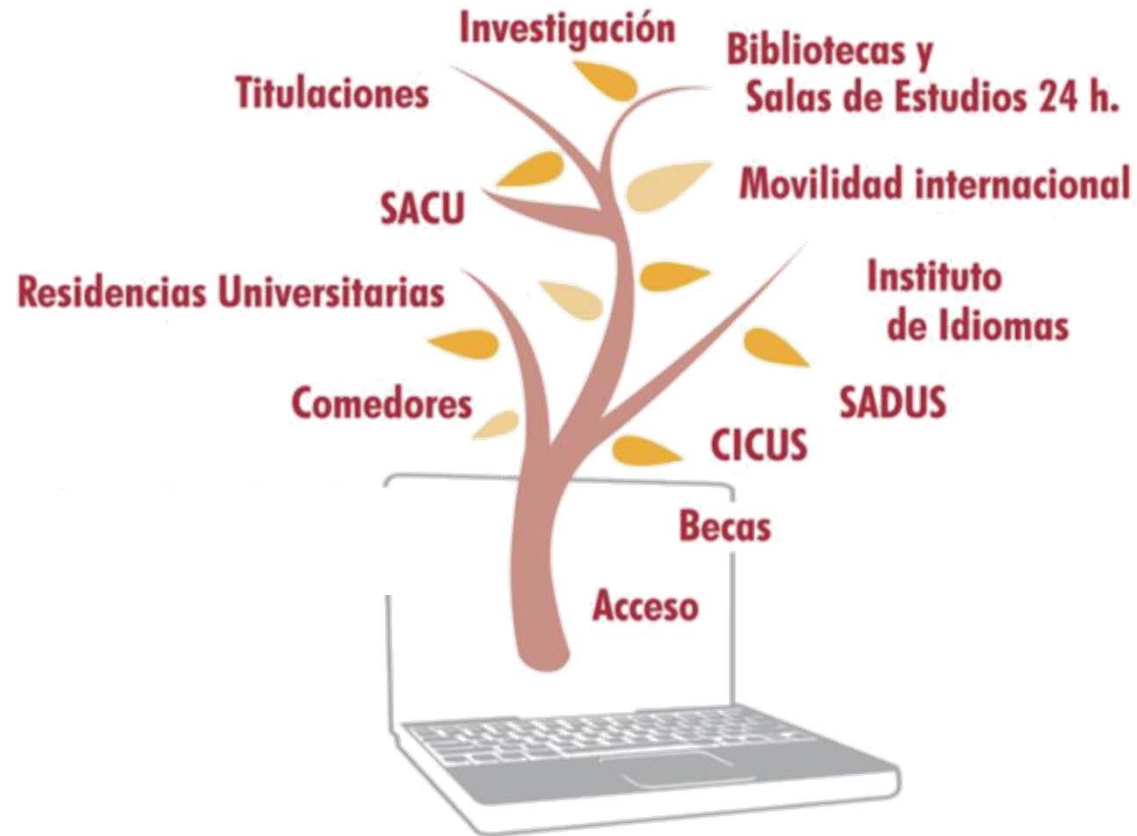 Investigación
Bibliotecas y
Salas de Estudios 24 h.
Titulaciones
Movilidad internacional
SACU
Residencias Universitarias
Instituto
de Idiomas
Comedores
SADUS
CICUS
Becas
Acceso